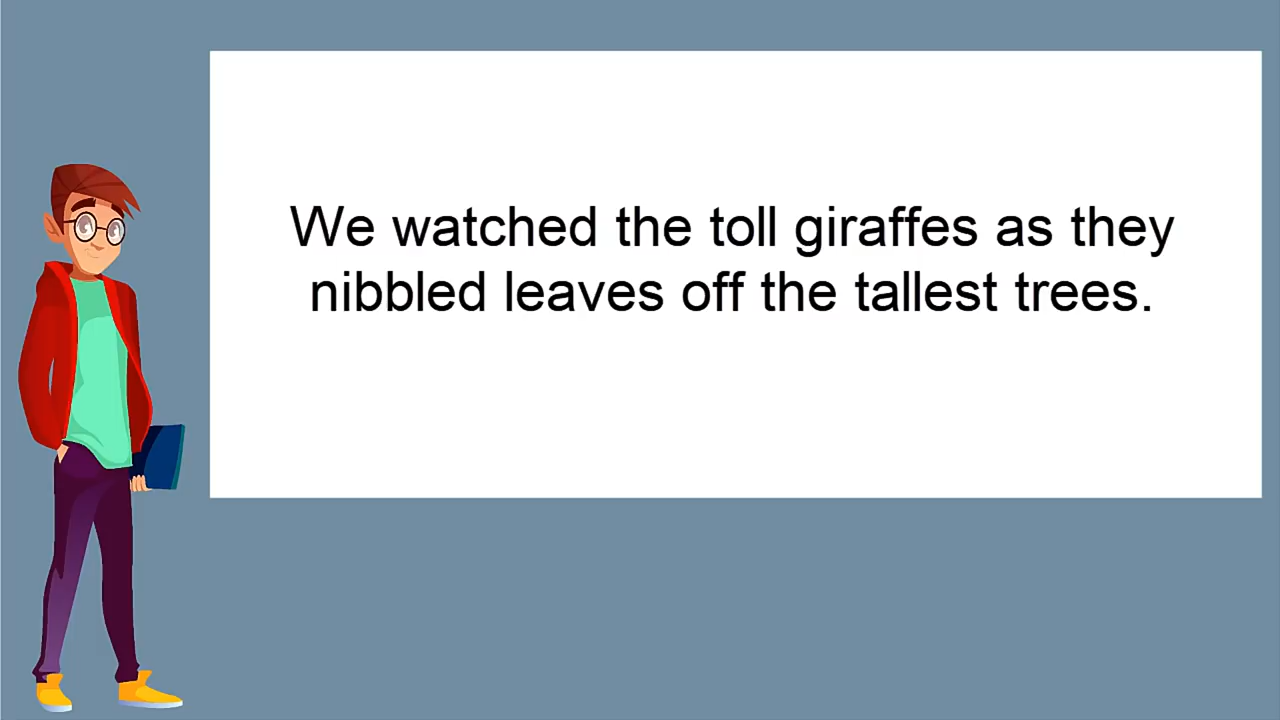 We watched the toll giraffes as they
nibbled leaves off the tallest trees.